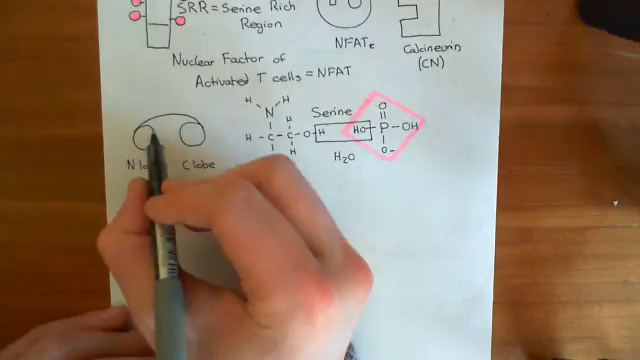 SRR = Serine Rich
Region
NFATc
Calcineurin
(CN)
Nuclear Factor of
Activated T cells = NFAT
H H
N
Serine
H
H - C - C - O - H HO - P - OH
O
O-
H
H2O
N C lobe